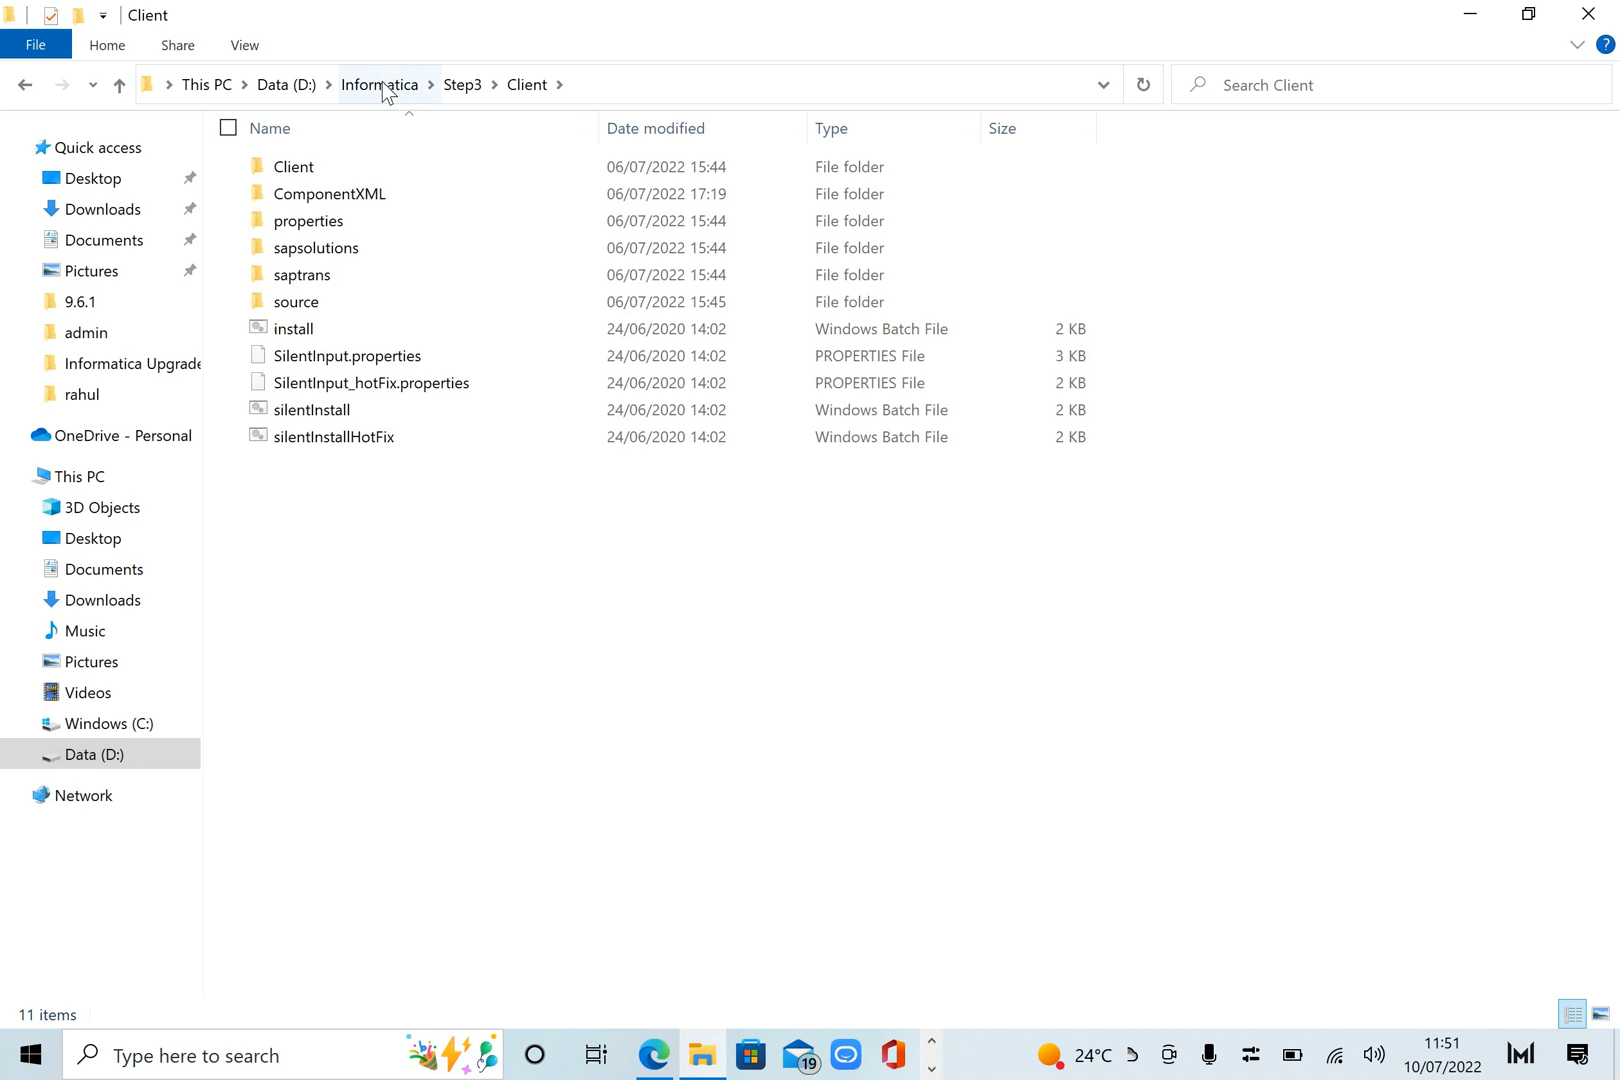 Client
File Home Share View
This PC Data (D:) Informatica Step3 Client Search Client
Name Date modified Type Size
Client 06/07/2022 15:44 File folder
ComponentXML 06/07/2022 17:19 File folder
properties 06/07/2022 15:44 File folder
sapsolutions 06/07/2022 15:44 File folder
saptrans 06/07/2022 15:44 File folder
source 06/07/2022 15:45 File folder
install 24/06/2020 14:02 Windows Batch File 2 KB
SilentInput.properties 24/06/2020 14:02 PROPERTIES File 3 KB
SilentInput_hotFix.properties 24/06/2020 14:02 PROPERTIES File 2 KB
silentInstall 24/06/2020 14:02 Windows Batch File 2 KB
silentInstallHotFix 24/06/2020 14:02 Windows Batch File 2 KB
Quick access
Desktop
Downloads
Documents
Pictures
9.6.1
admin
Informatica Upgrade
rahul
OneDrive - Personal
This PC
3D Objects
Desktop
Documents
Downloads
Music
Pictures
Videos
Windows (C:)
Data (D:)
Network
11 items
Type here to search
19
24°C
11:51
10/07/2022